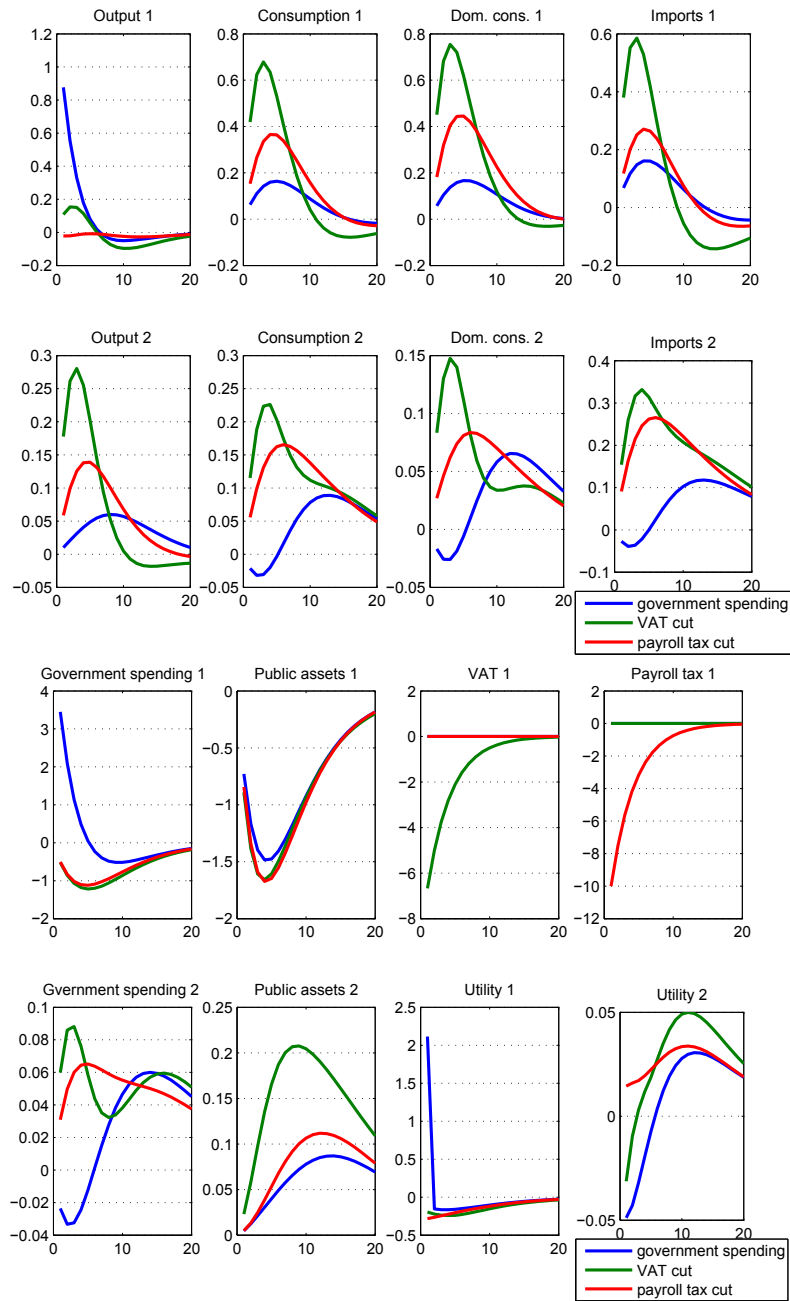 Output 1
1.2
1
0.8
0.6
0.4
0.2
0
−0.2
0 10 20
Consumption 1
0.8
0.6
0.4
0.2
0
−0.2
0 10 20
Dom. cons. 1
0.8
0.6
0.4
0.2
0
−0.2
0 10 20
Imports 1
0.6
0.4
0.2
0
−0.2
0 10 20
Output 2
0.3
0.25
0.2
0.15
0.1
0.05
0
−0.05
0 10 20
Consumption 2
0.3
0.25
0.2
0.15
0.1
0.05
0
−0.05
0 10 20
Dom. cons. 2
0.15
0.1
0.05
0
−0.05
0 10 20
Imports 2
0.4
0.3
0.2
0.1
0
−0.1
0 10 20
government spending
VAT cut
payroll tax cut
Government spending 1
4
3
2
1
0
−1
−2
0 10 20
Public assets 1
0
−0.5
−1
−1.5
−2
0 10 20
VAT 1
2
0
−2
−4
−6
−8
0 10 20
Payroll tax 1
2
0
−2
−4
−6
−8
−10
−12
0 10 20
Gvernment spending 2
0.1
0.08
0.06
0.04
0.02
0
−0.02
−0.04
0 10 20
Public assets 2
0.25
0.2
0.15
0.1
0.05
0
0 10 20
Utility 1
2.5
2
1.5
1
0.5
0
−0.5
0 10 20
Utility 2
0.05
0
−0.05
0 10 20
government spending
VAT cut
payroll tax cut